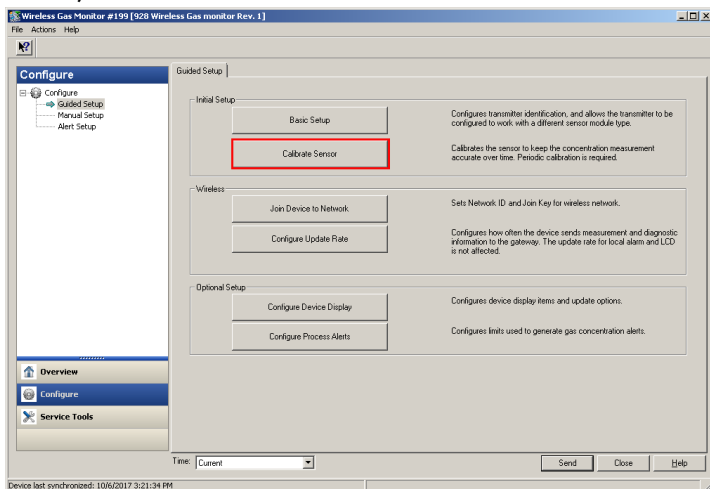 Wireless Gas Monitor #199 [928 Wireless Gas monitor Rev. 1]
File Actions Help
Configure
Configure
Guided Setup
Manual Setup
Alert Setup
Overview
Configure
Service Tools
Guided Setup
Initial Setup
Basic Setup
Configures transmitter identification, and allows the transmitter to be
configured to work with a different sensor module type.
Calibrate Sensor
Calibrates the sensor to keep the concentration measurement
accurate over time. Periodic calibration is required.
Wireless
Join Device to Network
Sets Network ID and Join Key for wireless network.
Configure Update Rate
Configures how often the device sends measurement and diagnostic
information to the gateway. The update rate for local alarm and LCD
is not affected.
Optional Setup
Configure Device Display
Configures device display items and update options.
Configure Process Alerts
Configures limits used to generate gas concentration alerts.
Time: Current
Send Close Help
Device last synchronized: 10/6/2017 3:21:34 PM